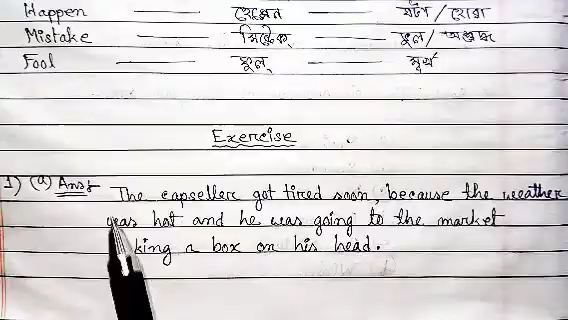 Happen — হেপেন — ঘটা / হোৱা
Mistake — মিষ্টেক্ — ভুল / অশুদ্ধ
Fool — ফুল্ — মূৰ্খ
Exercise
1) (a) Ans: The capseller got tired soon, because the weather
was hot and he was going to the market
king a box on his head.